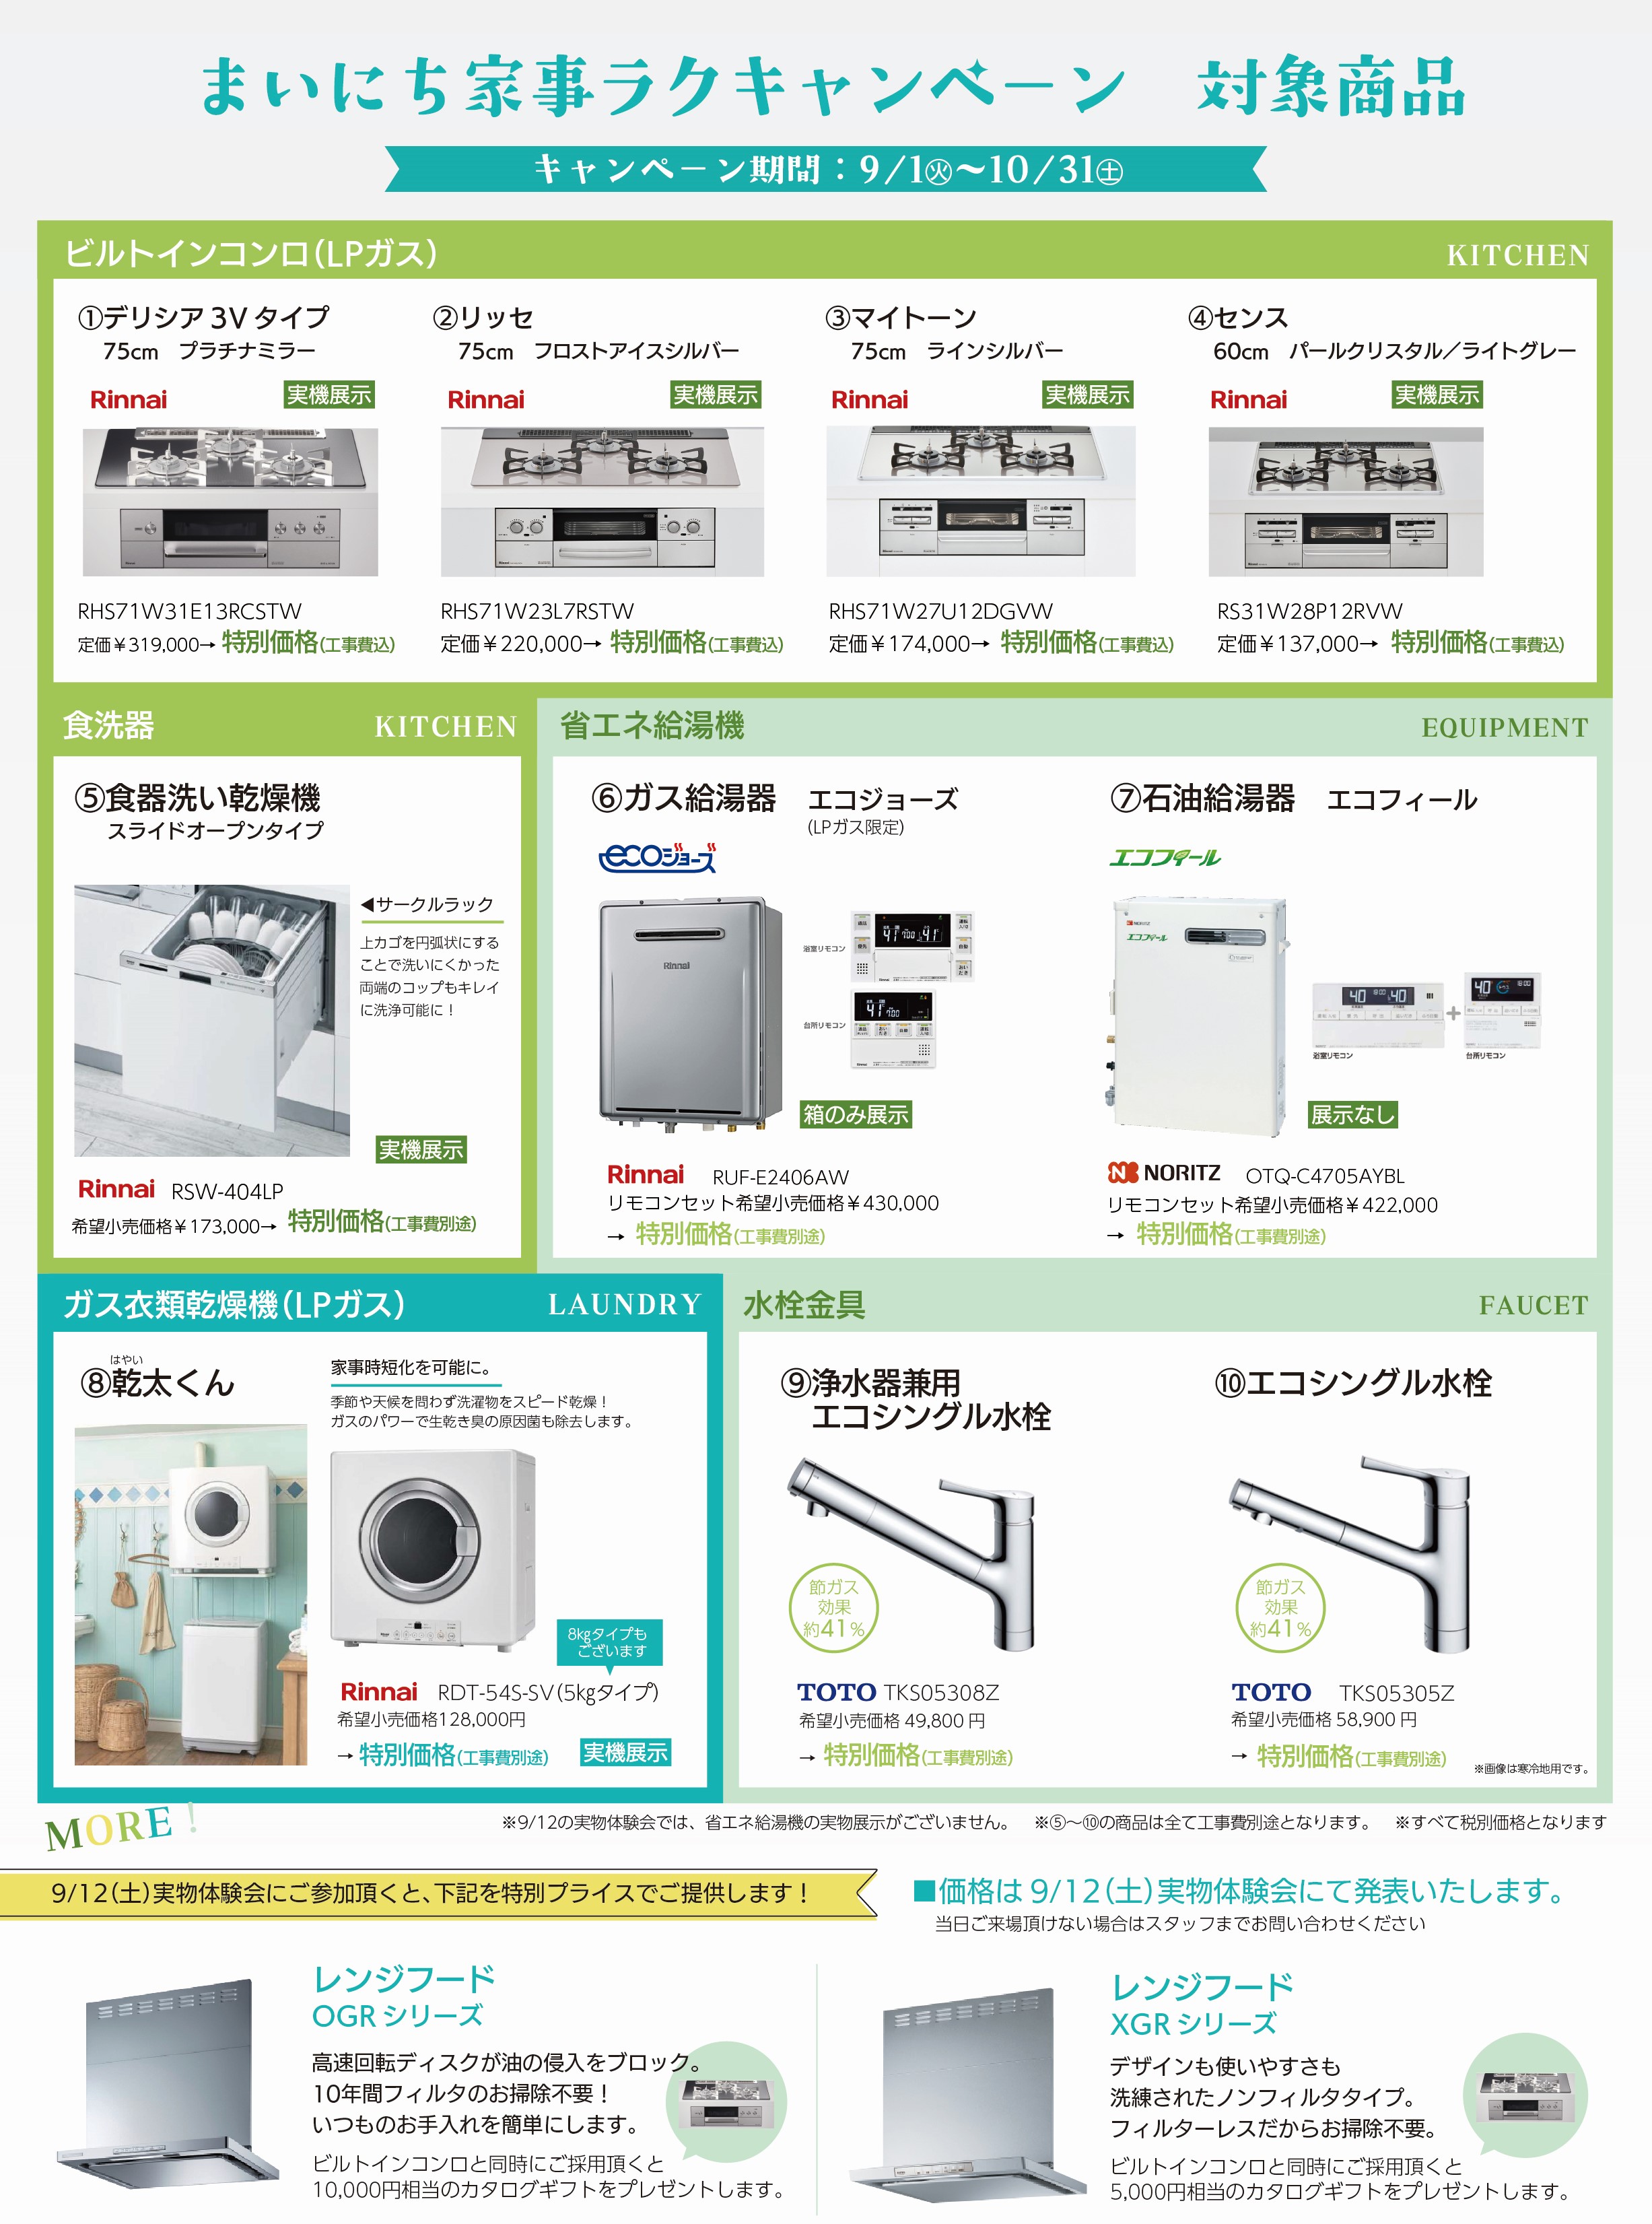 まいにち家事ラクキャンペーン　対象商品
キャンペーン期間：9/1㊋～10/31㊏
ビルトインコンロ(LPガス)
KITCHEN
①デリシア 3V タイプ
75cm　プラチナミラー
Rinnai
実機展示
RHS71W31E13RCSTW
定価￥319,000→ 特別価格(工事費込)
②リッセ
75cm　フロストアイスシルバー
Rinnai
実機展示
RHS71W23L7RSTW
定価￥220,000→ 特別価格(工事費込)
③マイトーン
75cm　ラインシルバー
Rinnai
実機展示
RHS71W27U12DGVW
定価￥174,000→ 特別価格(工事費込)
④センス
60cm　パールクリスタル／ライトグレー
Rinnai
実機展示
RS31W28P12RVW
定価￥137,000→ 特別価格(工事費込)
食洗器
KITCHEN
⑤食器洗い乾燥機
スライドオープンタイプ
◀サークルラック
上カゴを円弧状にする
ことで洗いにくかった
両端のコップもキレイ
に洗浄可能に！
実機展示
Rinnai RSW-404LP
希望小売価格￥173,000→ 特別価格(工事費別途)
省エネ給湯機
EQUIPMENT
⑥ガス給湯器　エコジョーズ
(LPガス限定)
ecoジョーズ
Rinnai
浴室リモコン
台所リモコン
箱のみ展示
Rinnai RUF-E2406AW
リモコンセット希望小売価格￥430,000
→ 特別価格(工事費別途)
⑦石油給湯器　エコフィール
エコフィール
NORITZ
エコフィール
浴室リモコン
+
台所リモコン
展示なし
NORITZ OTQ-C4705AYBL
リモコンセット希望小売価格￥422,000
→ 特別価格(工事費別途)
ガス衣類乾燥機(LPガス)
LAUNDRY
はやい
⑧乾太くん
家事時短化を可能に。
季節や天候を問わず洗濯物をスピード乾燥！
ガスのパワーで生乾き臭の原因菌も除去します。
8kgタイプも
ございます
Rinnai RDT-54S-SV(5kgタイプ)
希望小売価格128,000円
→ 特別価格(工事費別途)
実機展示
水栓金具
FAUCET
⑨浄水器兼用
エコシングル水栓
節ガス
効果
約41%
TOTO TKS05308Z
希望小売価格 49,800 円
→ 特別価格(工事費別途)
⑩エコシングル水栓
節ガス
効果
約41%
TOTO TKS05305Z
希望小売価格 58,900 円
→ 特別価格(工事費別途)
※画像は寒冷地用です。
MORE！
※9/12の実物体験会では、省エネ給湯機の実物展示がございません。　※⑤～⑩の商品は全て工事費別途となります。　※すべて税別価格となります
9/12(土)実物体験会にご参加頂くと、下記を特別プライスでご提供します！
■価格は 9/12(土)実物体験会にて発表いたします。
当日ご来場頂けない場合はスタッフまでお問い合わせください
レンジフード
OGR シリーズ
高速回転ディスクが油の侵入をブロック。
10年間フィルタのお掃除不要！
いつものお手入れを簡単にします。
ビルトインコンロと同時にご採用頂くと
10,000円相当のカタログギフトをプレゼントします。
レンジフード
XGR シリーズ
デザインも使いやすさも
洗練されたノンフィルタタイプ。
フィルターレスだからお掃除不要。
ビルトインコンロと同時にご採用頂くと
5,000円相当のカタログギフトをプレゼントします。